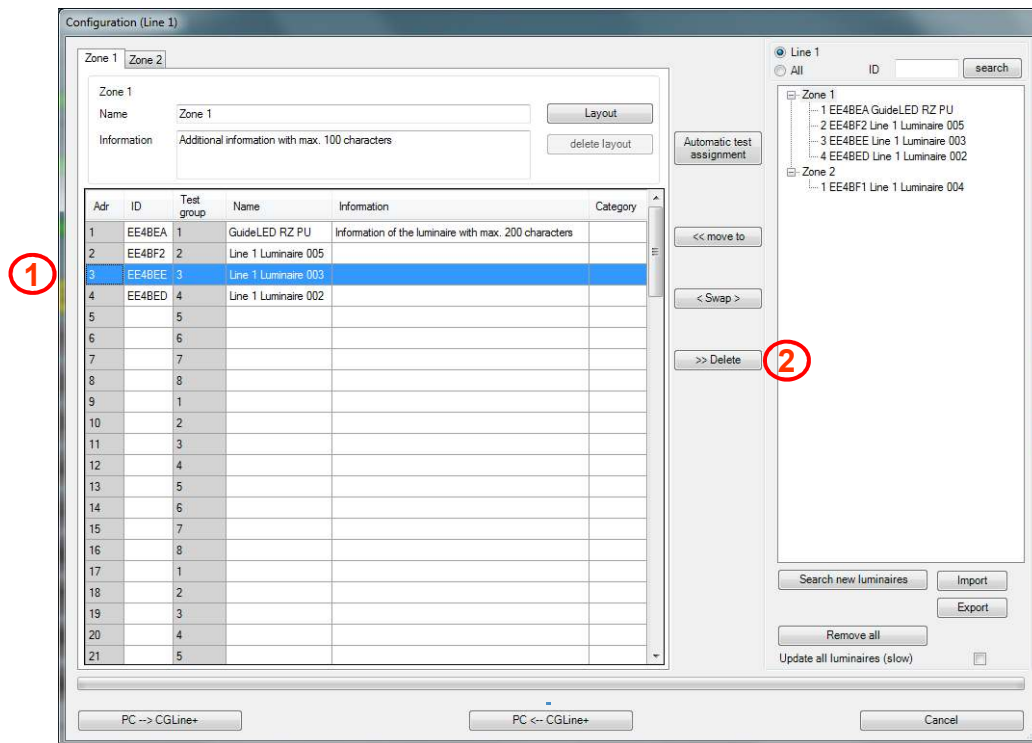 Configuration (Line 1)
Zone 1 Zone 2
Zone 1
Name Zone 1 Layout
Information Additional information with max. 100 characters delete layout
Adr ID Test group Name Information Category
1 EE4BEA 1 GuideLED RZ PU Information of the luminaire with max. 200 characters
2 EE4BF2 2 Line 1 Luminaire 005
3 EE4BEE 3 Line 1 Luminaire 003
4 EE4BED 4 Line 1 Luminaire 002
5 5
6 6
7 7
8 8
9 1
10 2
11 3
12 4
13 5
14 6
15 7
16 8
17 1
18 2
19 3
20 4
21 5
1
Automatic test
assignment
<< move to
< Swap >
>> Delete
2
Line 1
All ID search
Zone 1
1 EE4BEA GuideLED RZ PU
2 EE4BF2 Line 1 Luminaire 005
3 EE4BEE Line 1 Luminaire 003
4 EE4BED Line 1 Luminaire 002
Zone 2
1 EE4BF1 Line 1 Luminaire 004
Search new luminaires Import
Export
Remove all
Update all luminaires (slow)
PC --> CGLine+ PC <-- CGLine+ Cancel